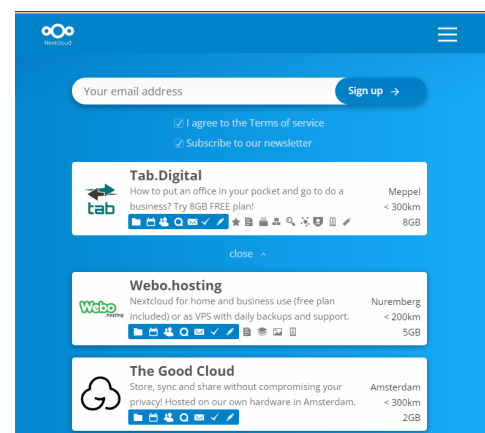 Nextcloud
Your email address
Sign up →
I agree to the Terms of service
Subscribe to our newsletter
Tab.Digital
How to put an office in your pocket and go to do a
business? Try 8GB FREE plan!
Meppel
< 300km
8GB
tab
close
Webo.hosting
Nextcloud for home and business use (free plan
included) or as VPS with daily backups and support.
Nuremberg
< 200km
5GB
Webo
.hosting
The Good Cloud
Store, sync and share without compromising your
privacy! Hosted on our own hardware in Amsterdam.
Amsterdam
< 300km
2GB